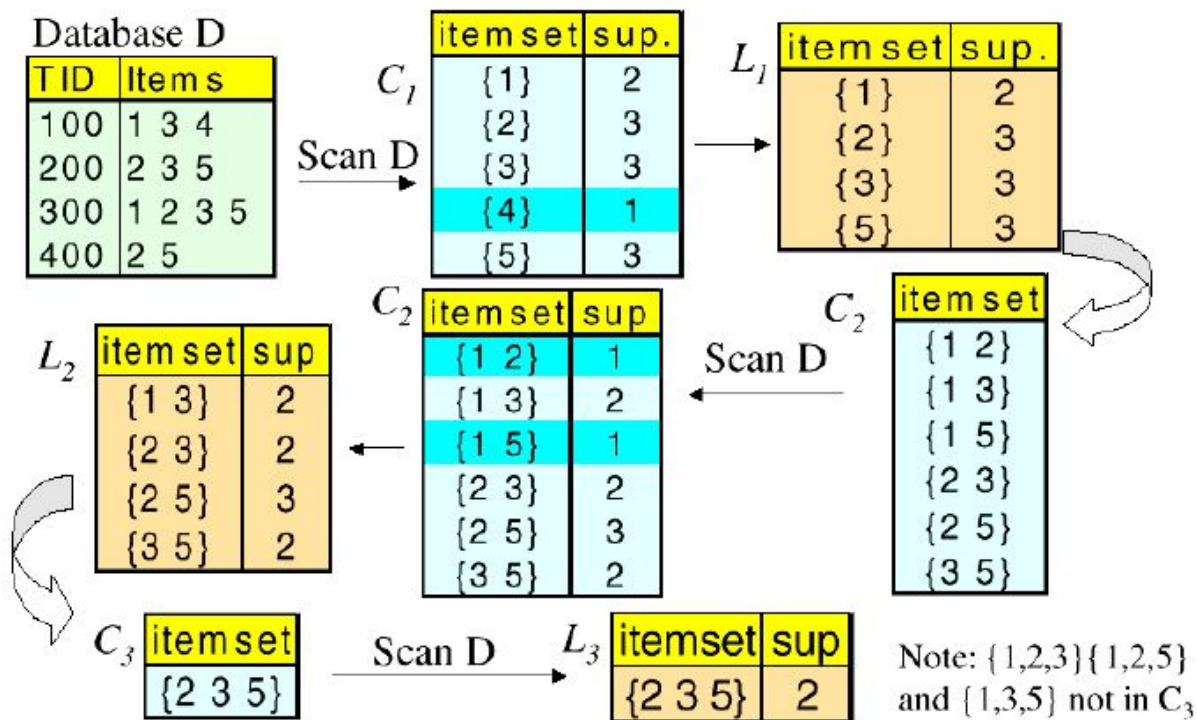 Database D
TID Items
100 1 3 4
200 2 3 5
300 1 2 3 5
400 2 5
Scan D
C1
itemset sup.
{1} 2
{2} 3
{3} 3
{4} 1
{5} 3
L1
itemset sup.
{1} 2
{2} 3
{3} 3
{5} 3
C2
itemset
{1 2}
{1 3}
{1 5}
{2 3}
{2 5}
{3 5}
Scan D
C2
itemset sup
{1 2} 1
{1 3} 2
{1 5} 1
{2 3} 2
{2 5} 3
{3 5} 2
L2
itemset sup
{1 3} 2
{2 3} 2
{2 5} 3
{3 5} 2
C3
itemset
{2 3 5}
Scan D
L3
itemset sup
{2 3 5} 2
Note: {1,2,3}{1,2,5}
and {1,3,5} not in C3